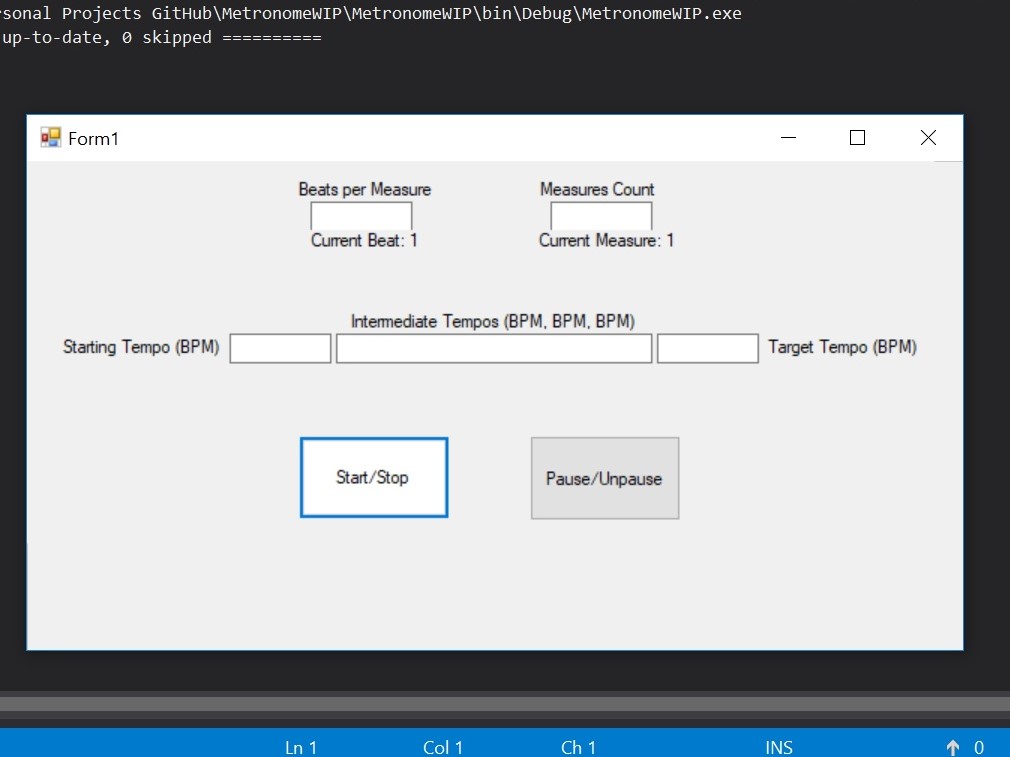 Projects GitHub\MetronomeWIP\MetronomeWIP\bin\Debug\MetronomeWIP.exe
up-to-date, 0 skipped ==========
Form1
Beats per Measure Measures Count
Current Beat: 1 Current Measure: 1
Intermediate Tempos (BPM, BPM, BPM)
Starting Tempo (BPM) Target Tempo (BPM)
Start/Stop Pause/Unpause
Ln 1 Col 1 Ch 1 INS 0